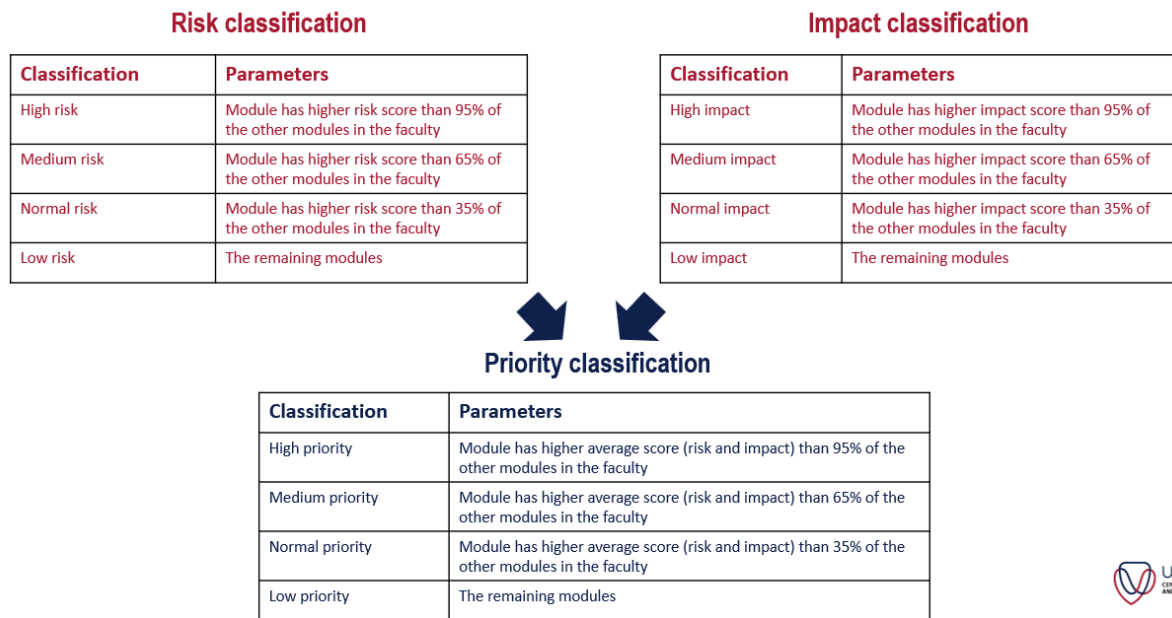 Risk classification
Classification Parameters
High risk Module has higher risk score than 95% of
the other modules in the faculty
Medium risk Module has higher risk score than 65% of
the other modules in the faculty
Normal risk Module has higher risk score than 35% of
the other modules in the faculty
Low risk The remaining modules
Impact classification
Classification Parameters
High impact Module has higher impact score than 95% of
the other modules in the faculty
Medium impact Module has higher impact score than 65% of
the other modules in the faculty
Normal impact Module has higher impact score than 35% of
the other modules in the faculty
Low impact The remaining modules
Priority classification
Classification Parameters
High priority Module has higher average score (risk and impact) than 95% of the
other modules in the faculty
Medium priority Module has higher average score (risk and impact) than 65% of the
other modules in the faculty
Normal priority Module has higher average score (risk and impact) than 35% of the
other modules in the faculty
Low priority The remaining modules